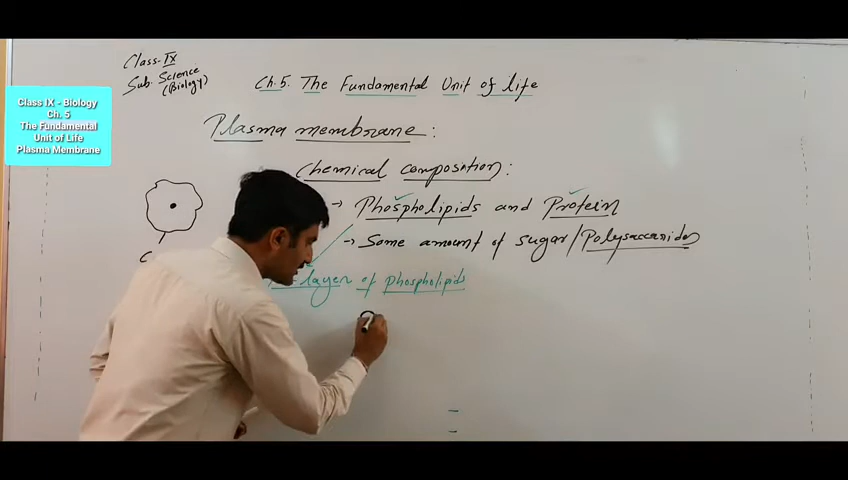 Class-IX
Sub: Science
(Biology)
Ch.5. The Fundamental Unit of life
Class IX - Biology
Ch. 5
The Fundamental
Unit of Life
Plasma Membrane
Plasma membrane:
Chemical composition:
→ Phospholipids and Protein
→ Some amount of sugar/Polysaccarides
layer of phospholipids